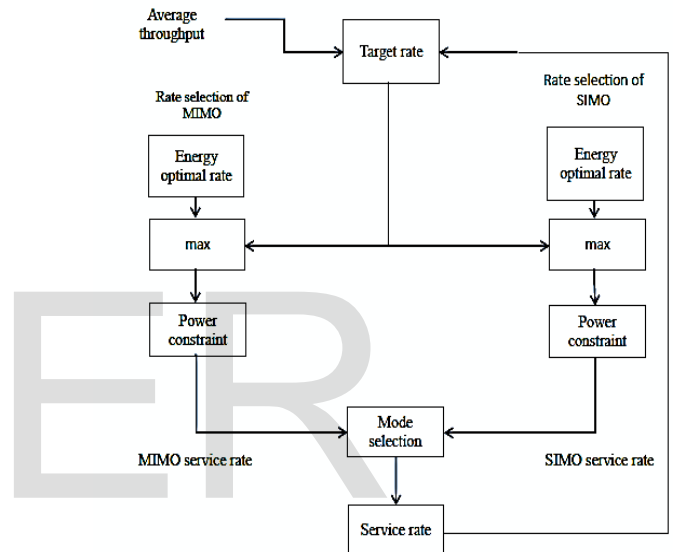 Average
throughput
Target rate
Rate selection of
MIMO
Rate selection of
SIMO
Energy
optimal rate
Energy
optimal rate
max
max
Power
constraint
Power
constraint
Mode
selection
MIMO service rate
SIMO service rate
Service rate
ER